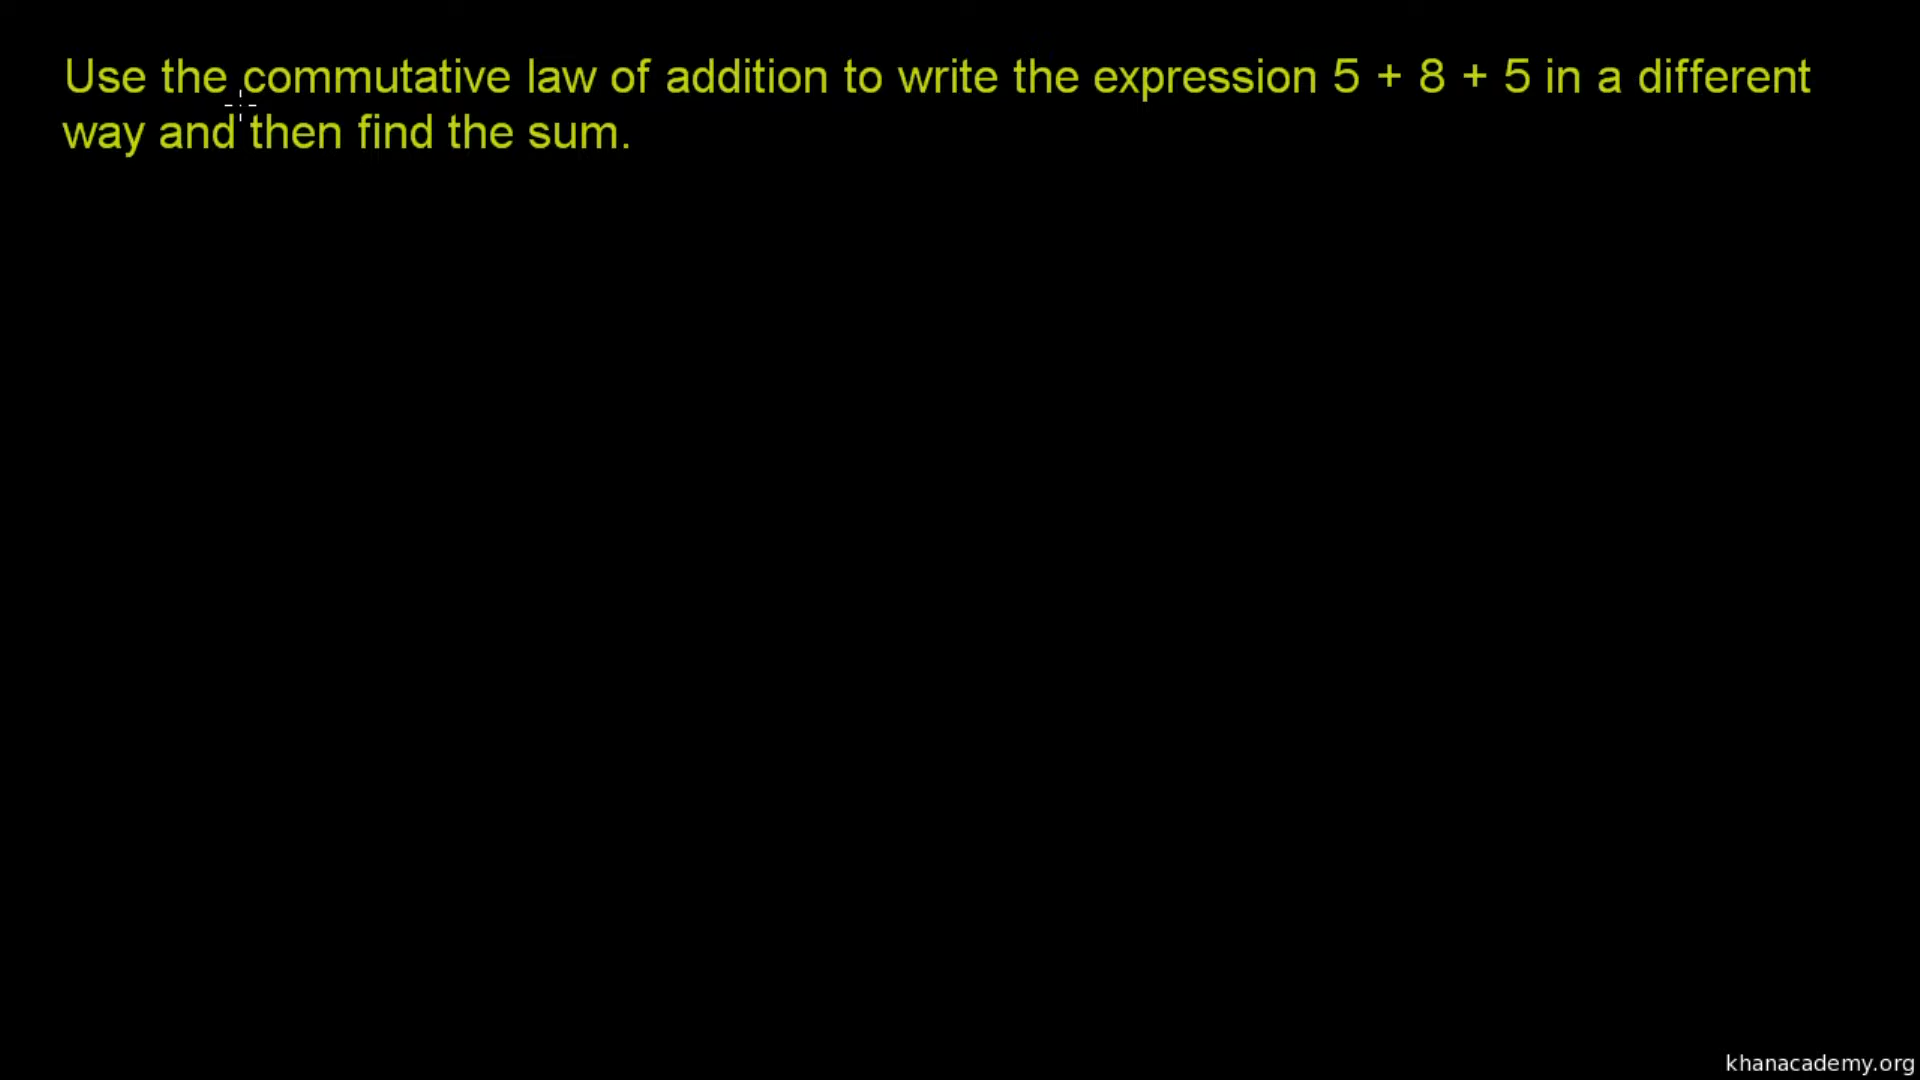 Use the commutative law of addition to write the expression 5 + 8 + 5 in a different
way and then find the sum.
khanacademy.org